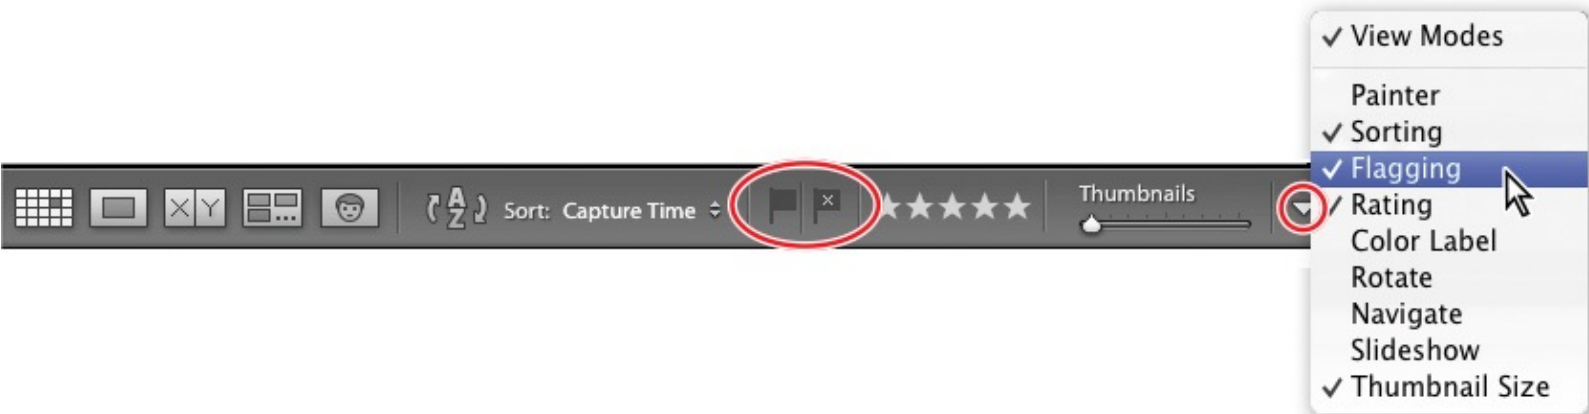 Sort: Capture Time
Thumbnails
View Modes
Painter
Sorting
Flagging
Rating
Color Label
Rotate
Navigate
Slideshow
Thumbnail Size
A
Z
X Y